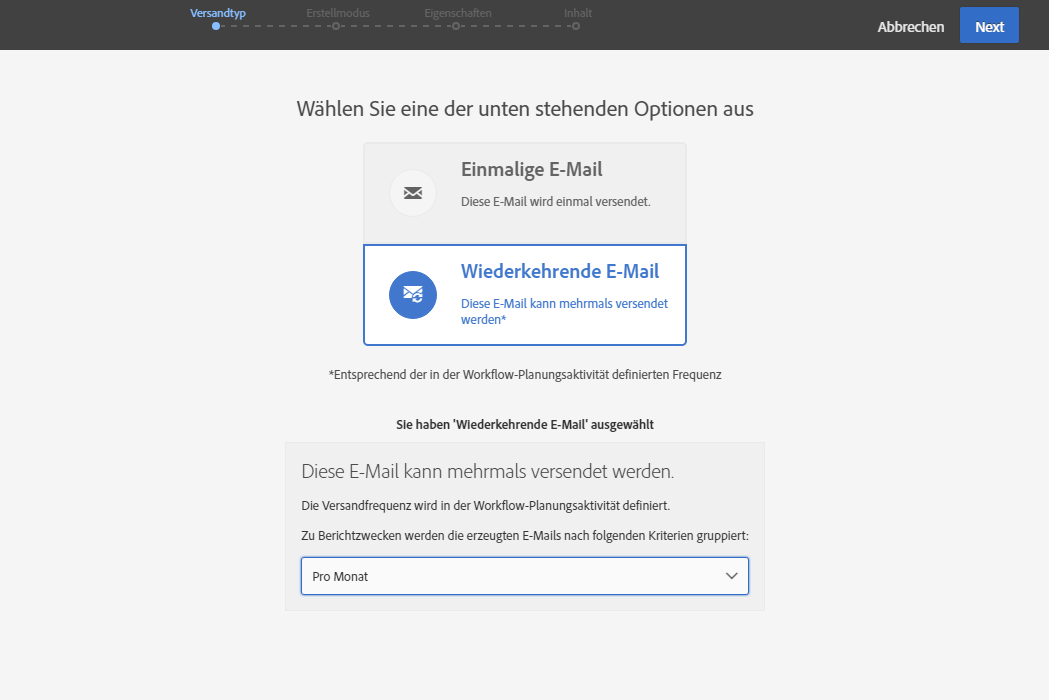 Versandtyp Erstellmodus Eigenschaften Inhalt
Abbrechen Next
Wählen Sie eine der unten stehenden Optionen aus
Einmalige E-Mail
Diese E-Mail wird einmal versendet.
Wiederkehrende E-Mail
Diese E-Mail kann mehrmals versendet
werden*
*Entsprechend der in der Workflow-Planungsaktivität definierten Frequenz
Sie haben 'Wiederkehrende E-Mail' ausgewählt
Diese E-Mail kann mehrmals versendet werden.
Die Versandfrequenz wird in der Workflow-Planungsaktivität definiert.
Zu Berichtzwecken werden die erzeugten E-Mails nach folgenden Kriterien gruppiert:
Pro Monat